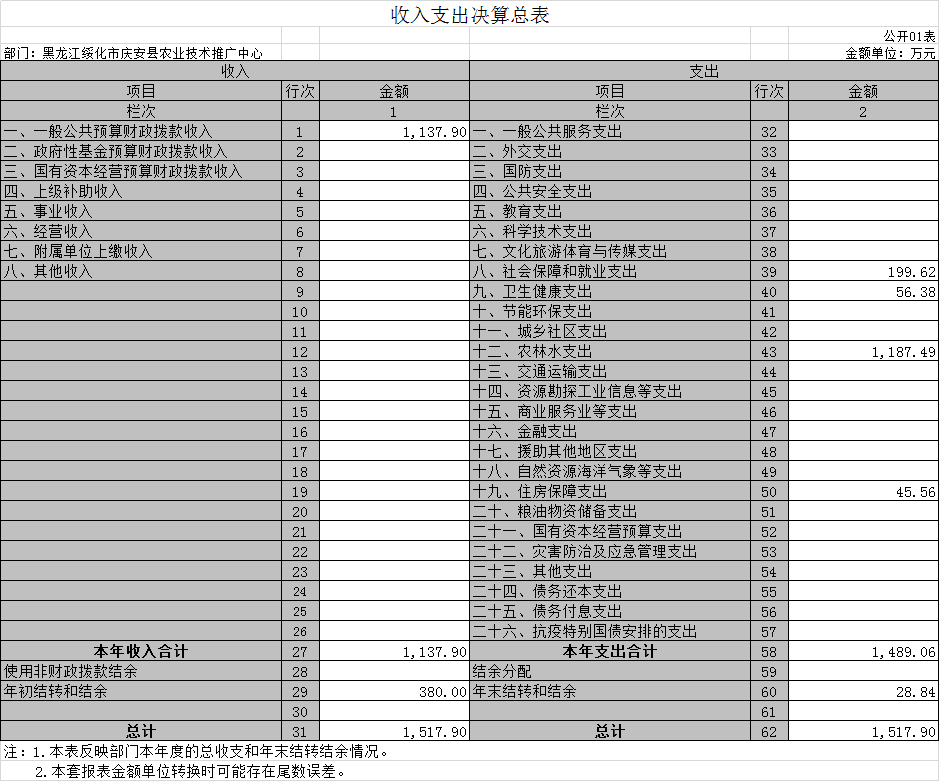 收入支出决算总表
公开01表
部门：黑龙江绥化市庆安县农业技术推广中心 金额单位：万元
收入 支出
项目 行次 金额 项目 行次 金额
栏次 1 栏次 2
一、一般公共预算财政拨款收入 1 1,137.90 一、一般公共服务支出 32
二、政府性基金预算财政拨款收入 2 二、外交支出 33
三、国有资本经营预算财政拨款收入 3 三、国防支出 34
四、上级补助收入 4 四、公共安全支出 35
五、事业收入 5 五、教育支出 36
六、经营收入 6 六、科学技术支出 37
七、附属单位上缴收入 7 七、文化旅游体育与传媒支出 38
八、其他收入 8 八、社会保障和就业支出 39 199.62
9 九、卫生健康支出 40 56.38
10 十、节能环保支出 41
11 十一、城乡社区支出 42
12 十二、农林水支出 43 1,187.49
13 十三、交通运输支出 44
14 十四、资源勘探工业信息等支出 45
15 十五、商业服务业等支出 46
16 十六、金融支出 47
17 十七、援助其他地区支出 48
18 十八、自然资源海洋气象等支出 49
19 十九、住房保障支出 50 45.56
20 二十、粮油物资储备支出 51
21 二十一、国有资本经营预算支出 52
22 二十二、灾害防治及应急管理支出 53
23 二十三、其他支出 54
24 二十四、债务还本支出 55
25 二十五、债务付息支出 56
26 二十六、抗疫特别国债安排的支出 57
本年收入合计 27 1,137.90 本年支出合计 58 1,489.06
使用非财政拨款结余 28 结余分配 59
年初结转和结余 29 380.00 年末结转和结余 60 28.84
30 61
总计 31 1,517.90 总计 62 1,517.90
注：1.本表反映部门本年度的总收支和年末结转结余情况。
2.本套报表金额单位转换时可能存在尾数误差。